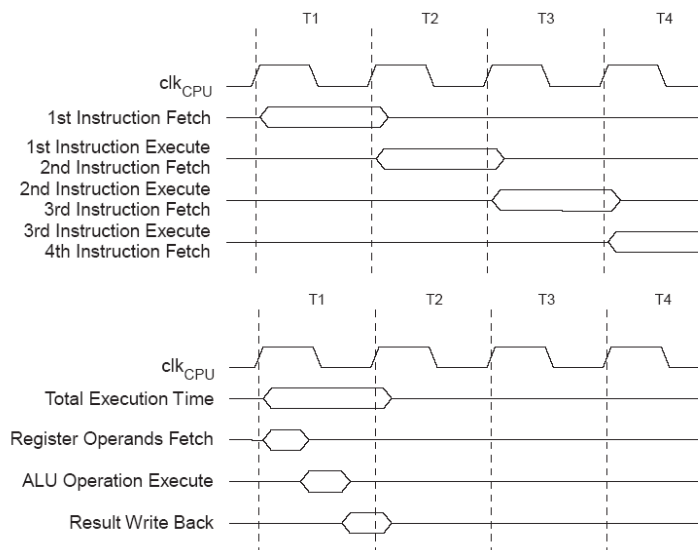 T1 T2 T3 T4
clkCPU
1st Instruction Fetch
1st Instruction Execute
2nd Instruction Fetch
2nd Instruction Execute
3rd Instruction Fetch
3rd Instruction Execute
4th Instruction Fetch
T1 T2 T3 T4
clkCPU
Total Execution Time
Register Operands Fetch
ALU Operation Execute
Result Write Back